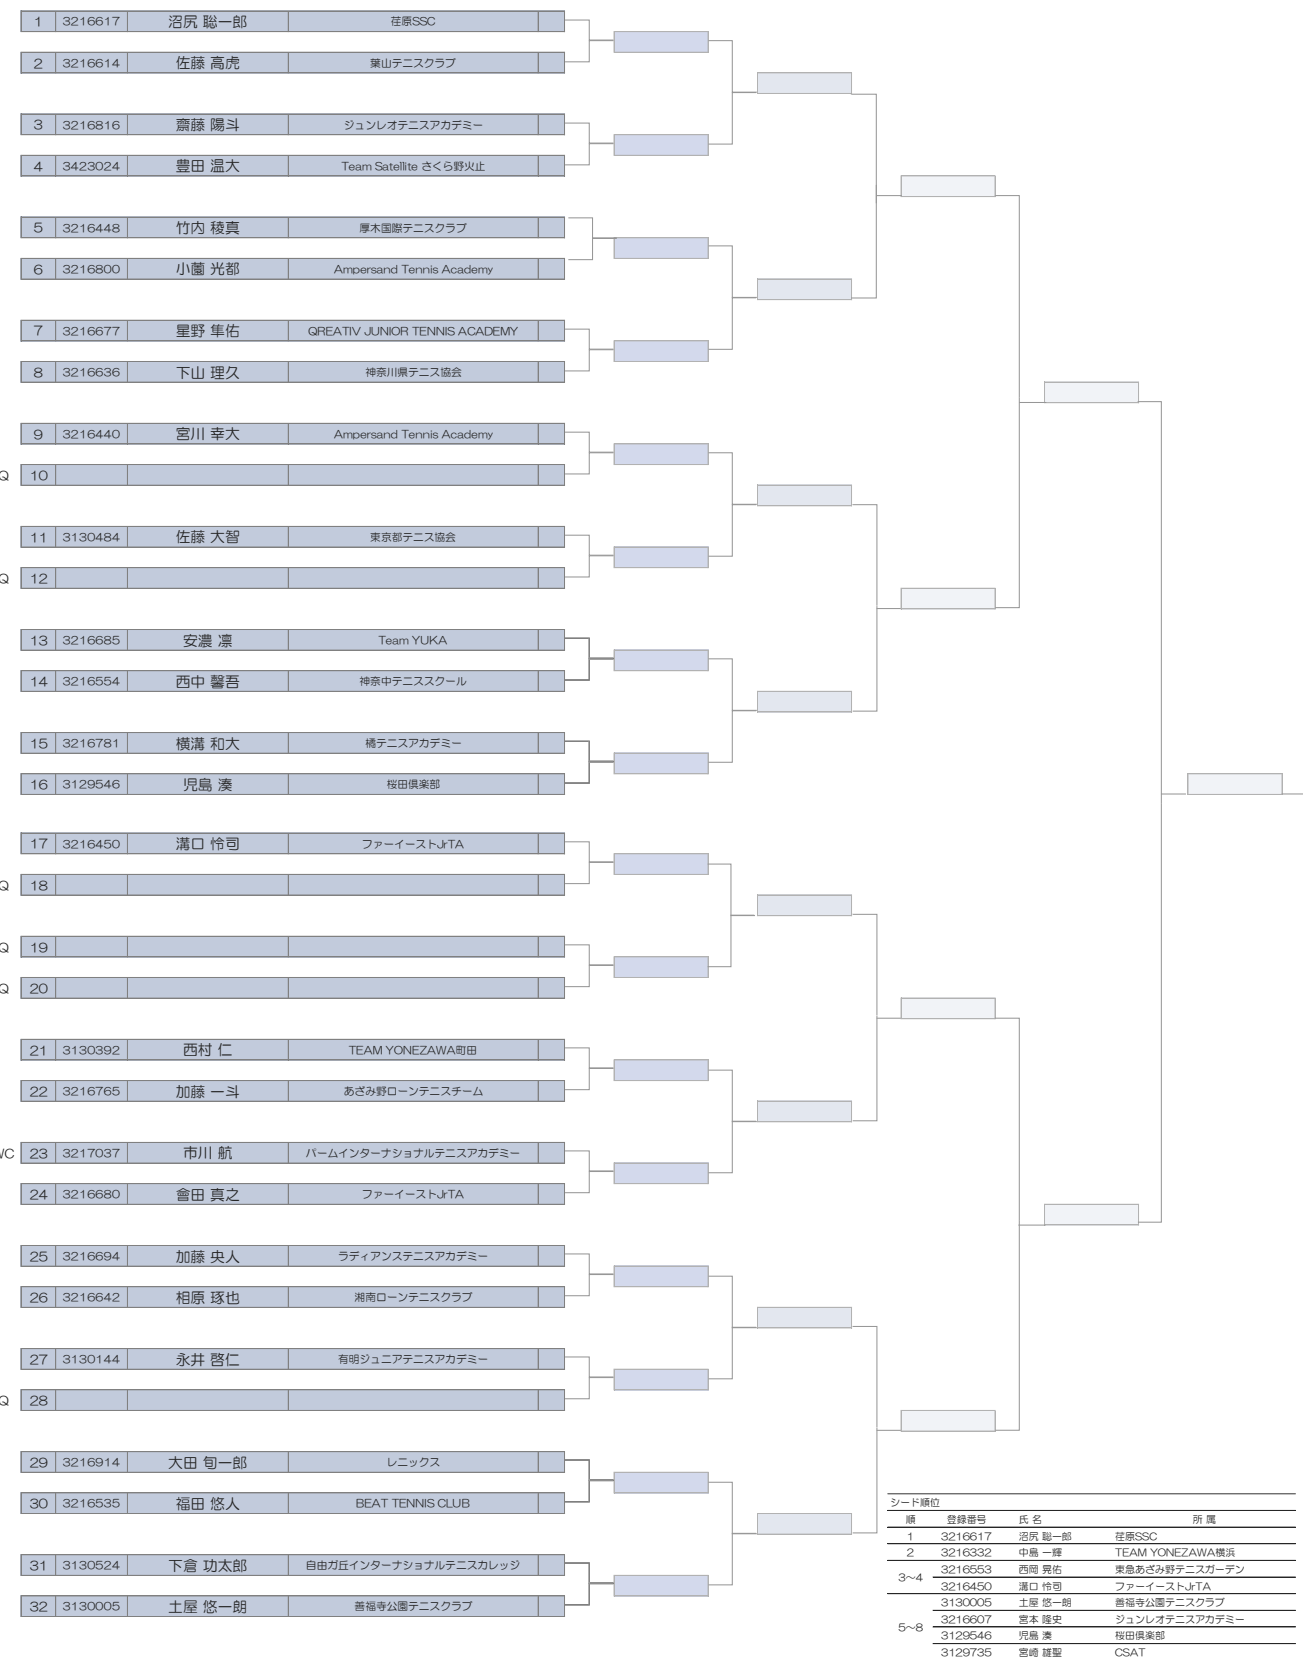 1 3216617 沼尻 聡一郎 荏原SSC
2 3216614 佐藤 高虎 葉山テニスクラブ
3 3216816 齋藤 陽斗 ジュンレオテニスアカデミー
4 3423024 豊田 温大 Team Satellite さくら野火止
5 3216448 竹内 稜真 厚木国際テニスクラブ
6 3216800 小薗 光都 Ampersand Tennis Academy
7 3216677 星野 隼佑 QREATIV JUNIOR TENNIS ACADEMY
8 3216636 下山 理久 神奈川県テニス協会
9 3216440 宮川 幸大 Ampersand Tennis Academy
Q 10
11 3130484 佐藤 大智 東京都テニス協会
Q 12
13 3216685 安濃 凛 Team YUKA
14 3216554 西中 馨吾 神奈中テニススクール
15 3216781 横溝 和大 橘テニスアカデミー
16 3129546 児島 湊 桜田倶楽部
17 3216450 溝口 怜司 ファーイーストJrTA
Q 18
Q 19
Q 20
21 3130392 西村 仁 TEAM YONEZAWA町田
22 3216765 加藤 一斗 あざみ野ローンテニスチーム
WC 23 3217037 市川 航 パームインターナショナルテニスアカデミー
24 3216680 會田 真之 ファーイーストJrTA
25 3216694 加藤 央人 ラディアンステニスアカデミー
26 3216642 相原 琢也 湘南ローンテニスクラブ
27 3130144 永井 啓仁 有明ジュニアテニスアカデミー
Q 28
29 3216914 大田 旬一郎 レニックス
30 3216535 福田 悠人 BEAT TENNIS CLUB
31 3130524 下倉 功太郎 自由ガ丘インターナショナルテニスカレッジ
32 3130005 土屋 悠一朗 善福寺公園テニスクラブ
シード順位
順 登録番号 氏 名 所 属
1 3216617 沼尻 聡一郎 荏原SSC
2 3216332 中島 一輝 TEAM YONEZAWA横浜
3~4 3216553 西岡 晃佑 東急あざみ野テニスガーデン
3216450 溝口 怜司 ファーイーストJrTA
5~8 3130005 土屋 悠一朗 善福寺公園テニスクラブ
3216607 宮本 隆史 ジュンレオテニスアカデミー
3129546 児島 湊 桜田倶楽部
3129735 宮崎 雄聖 CSAT